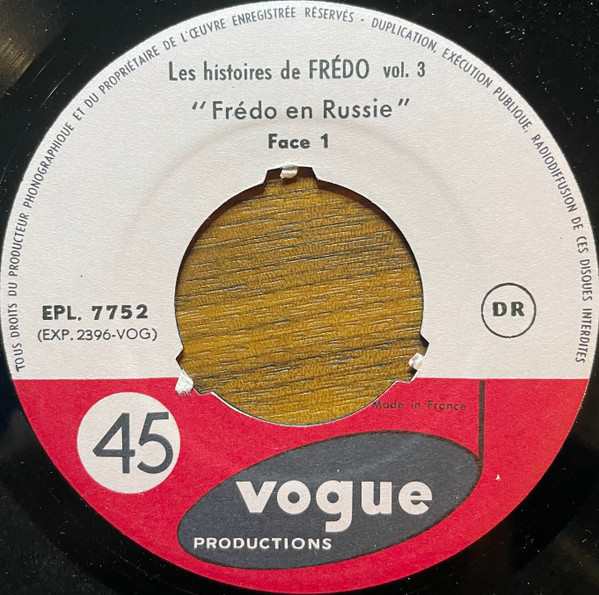 TOUS DROITS DU PRODUCTEUR PHONOGRAPHIQUE ET DU PROPRIÉTAIRE DE L'ŒUVRE ENREGISTRÉE RÉSERVÉS - DUPLICATION, EXÉCUTION PUBLIQUE, RADIODIFFUSION DE CES DISQUES INTERDITES
Les histoires de FRÉDO vol. 3
"Frédo en Russie"
Face 1
EPL. 7752
(EXP. 2396-VOG)
DR
Made in France
45
vogue
PRODUCTIONS